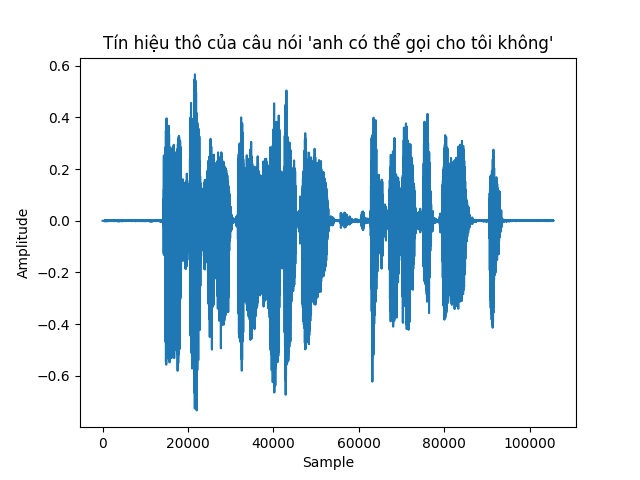 Tín hiệu thô của câu nói 'anh có thể gọi cho tôi không'
0.6
0.4
0.2
0.0
−0.2
−0.4
−0.6
Amplitude
0 20000 40000 60000 80000 100000
Sample